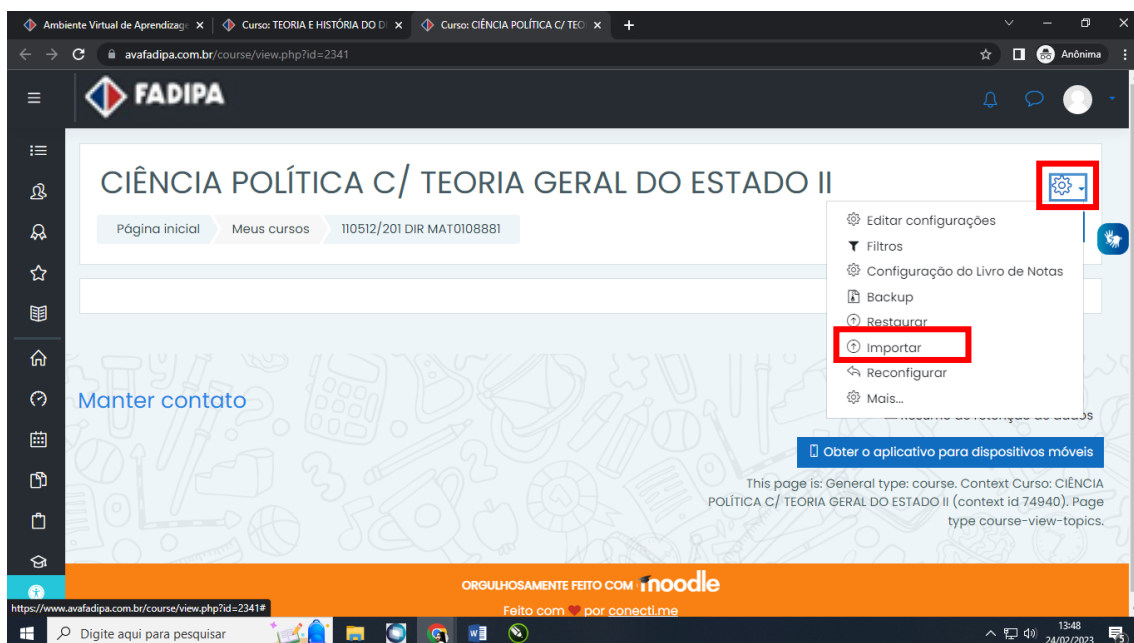 Ambiente Virtual de Aprendizage
Curso: TEORIA E HISTÓRIA DO DI
Curso: CIÊNCIA POLÍTICA C/ TEO
avafadipa.com.br/course/view.php?id=2341
Anônima
FADIPA
CIÊNCIA POLÍTICA C/ TEORIA GERAL DO ESTADO II
Página inicial
Meus cursos
110512/201 DIR MAT0108881
Editar configurações
Filtros
Configuração do Livro de Notas
Backup
Restaurar
Importar
Reconfigurar
Mais...
Manter contato
Resumo de retenção de dados
Obter o aplicativo para dispositivos móveis
This page is: General type: course. Context Curso: CIÊNCIA
POLÍTICA C/ TEORIA GERAL DO ESTADO II (context id 74940). Page
type course-view-topics.
ORGULHOSAMENTE FEITO COM moodle
Feito com por conecti.me
https://www.avafadipa.com.br/course/view.php?id=2341#
Digite aqui para pesquisar
13:48
24/02/2023